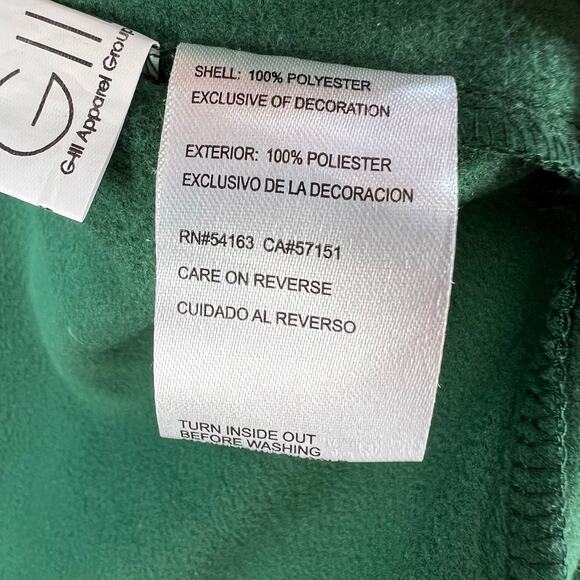 GIII
G-III Apparel Group
SHELL: 100% POLYESTER
EXCLUSIVE OF DECORATION
EXTERIOR: 100% POLIESTER
EXCLUSIVO DE LA DECORACION
RN#54163 CA#57151
CARE ON REVERSE
CUIDADO AL REVERSO
TURN INSIDE OUT
BEFORE WASHING